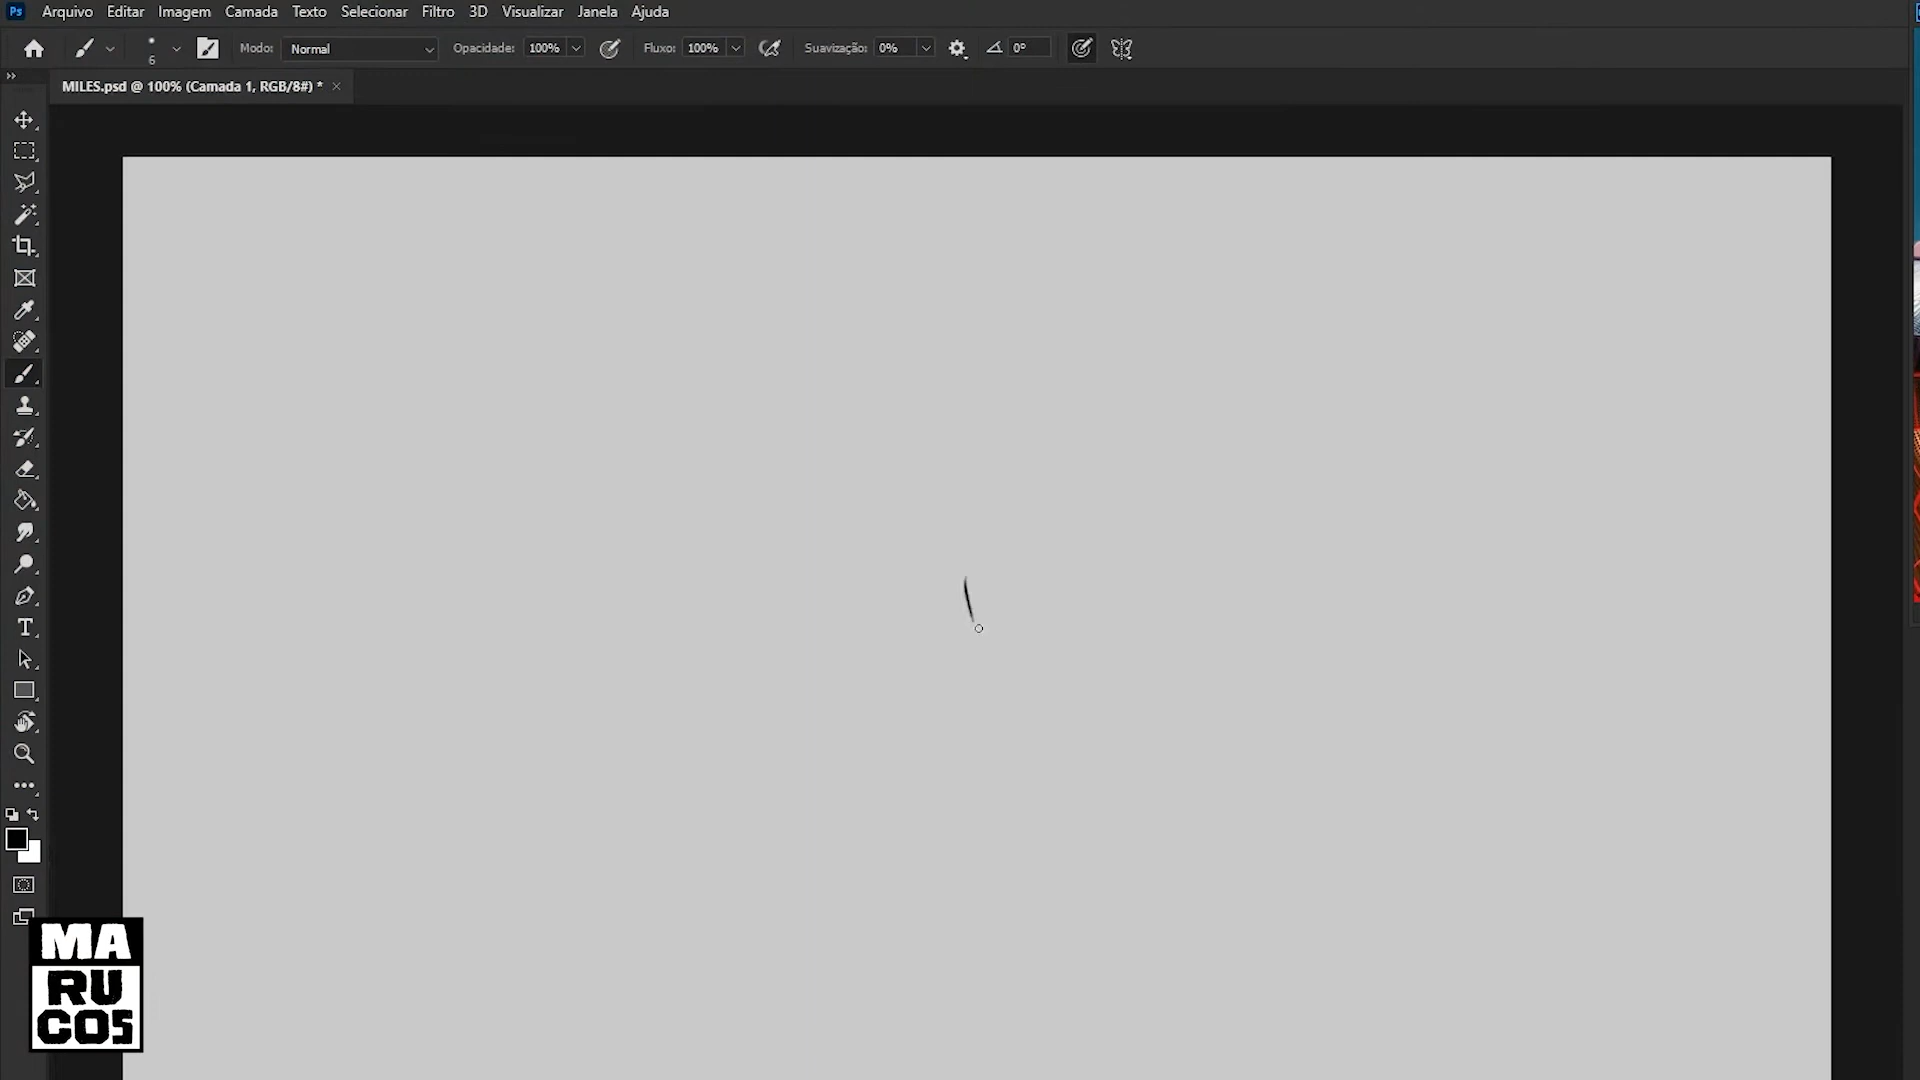 Ps Arquivo Editar Imagem Camada Texto Selecionar Filtro 3D Visualizar Janela Ajuda
6 Modo: Normal Opacidade: 100% Fluxo: 100% Suavização: 0% 0°
MILES.psd @ 100% (Camada 1, RGB/8#) * ×
T
MA
RU
COS